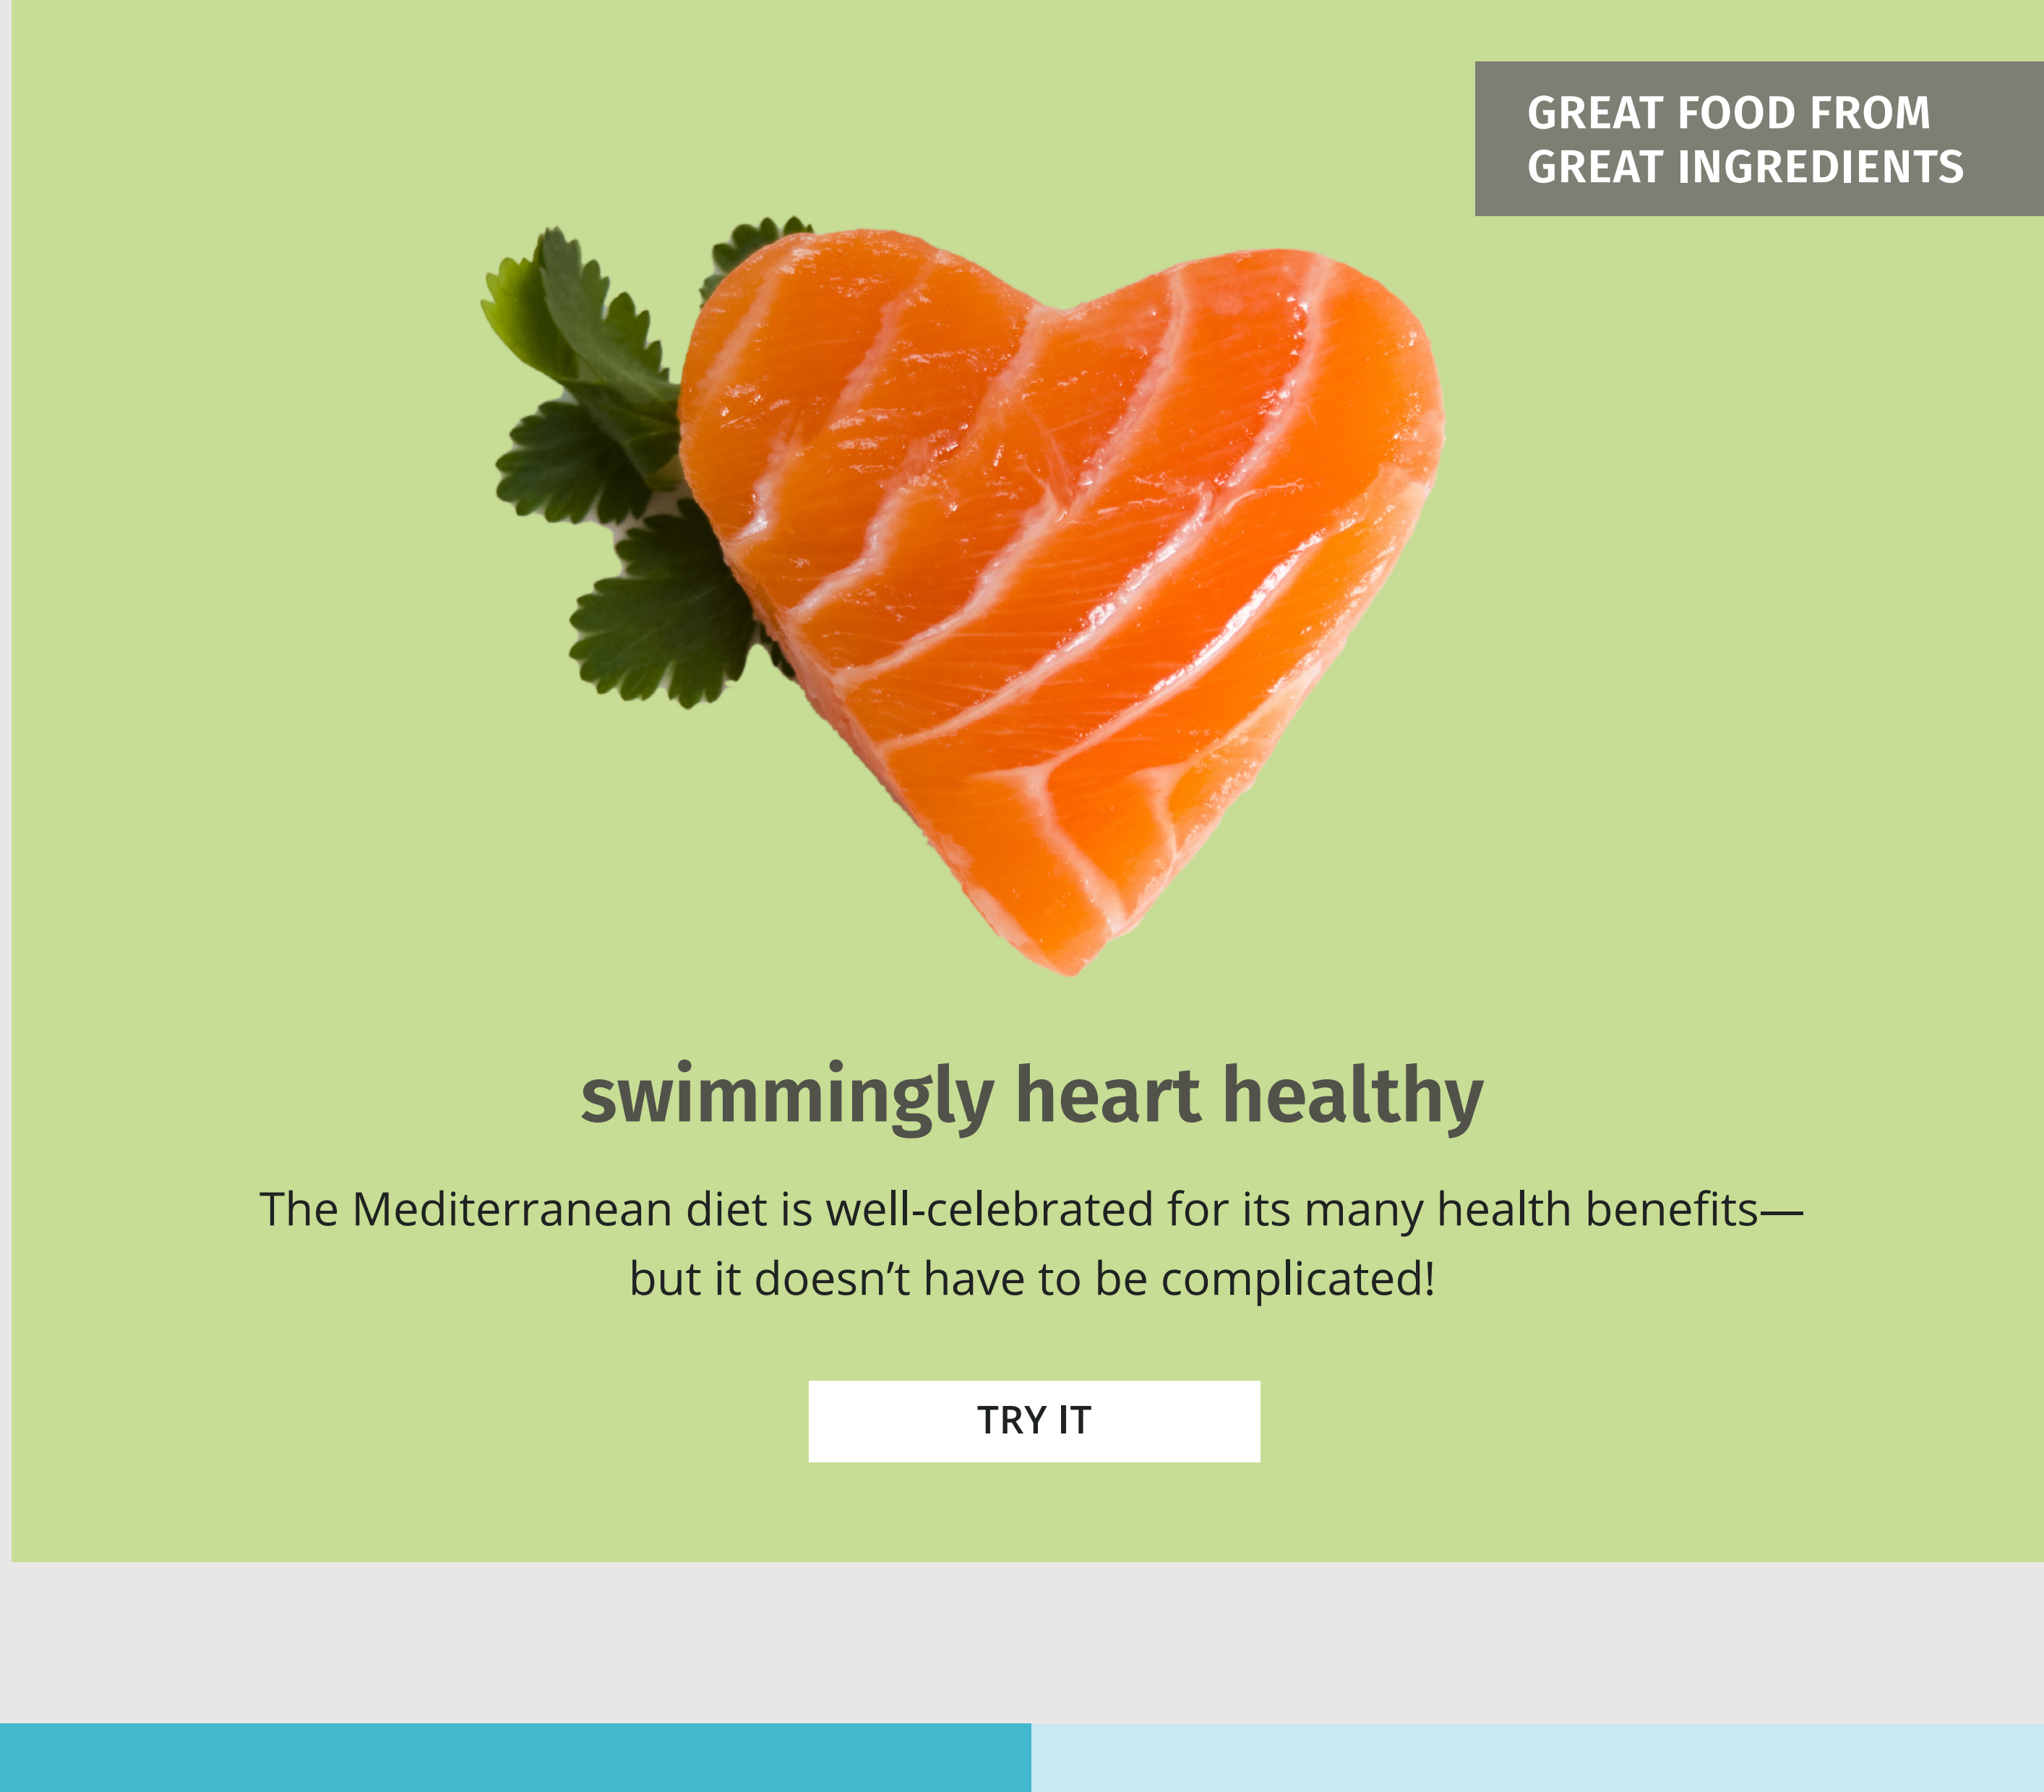 GREAT FOOD FROM
GREAT INGREDIENTS
swimmingly heart healthy
The Mediterranean diet is well-celebrated for its many health benefits—
but it doesn’t have to be complicated!
TRY IT